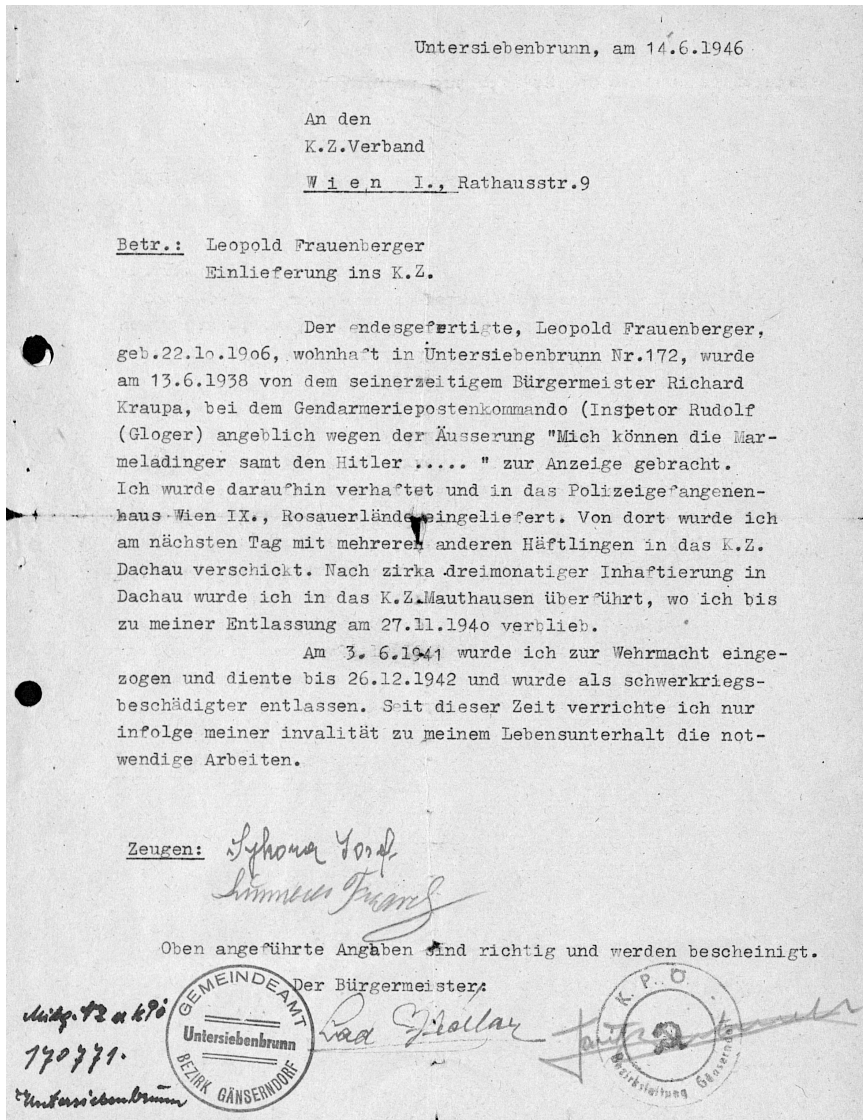 Untersiebenbrunn, am 14.6.1946
An den
K.Z.Verband
W i e n I., Rathausstr.9
Betr.: Leopold Frauenberger
Einlieferung ins K.Z.
Der endesgefertigte, Leopold Frauenberger,
geb.22.1o.19o6, wohnhaft in Untersiebenbrunn Nr.172, wurde
am 13.6.1938 von dem seinerzeitigem Bürgermeister Richard
Kraupa, bei dem Gendarmeriepostenkommando (Inspetor Rudolf
(Gloger) angeblich wegen der Äusserung "Mich können die Mar-
meladinger samt den Hitler ..... " zur Anzeige gebracht.
Ich wurde daraufhin verhaftet und in das Polizeigefangenen-
haus Wien IX., Rosauerlände eingeliefert. Von dort wurde ich
am nächsten Tag mit mehreren anderen Häftlingen in das K.Z.
Dachau verschickt. Nach zirka dreimonatiger Inhaftierung in
Dachau wurde ich in das K.Z.Mauthausen überführt, wo ich bis
zu meiner Entlassung am 27.11.194o verblieb.
Am 3. 6.1941 wurde ich zur Wehrmacht einge-
zogen und diente bis 26.12.1942 und wurde als schwerkriegs-
beschädigter entlassen. Seit dieser Zeit verrichte ich nur
infolge meiner invalität zu meinem Lebensunterhalt die not-
wendige Arbeiten.
Zeugen: Josef
Oben angeführte Angaben sind richtig und werden bescheinigt.
Der Bürgermeister:
GEMEINDEAMT
Untersiebenbrunn
BEZIRK GÄNSERNDORF
K.P.Ö.
Bezirksleitung Gänserndorf
170771.
Untersiebenbrunn